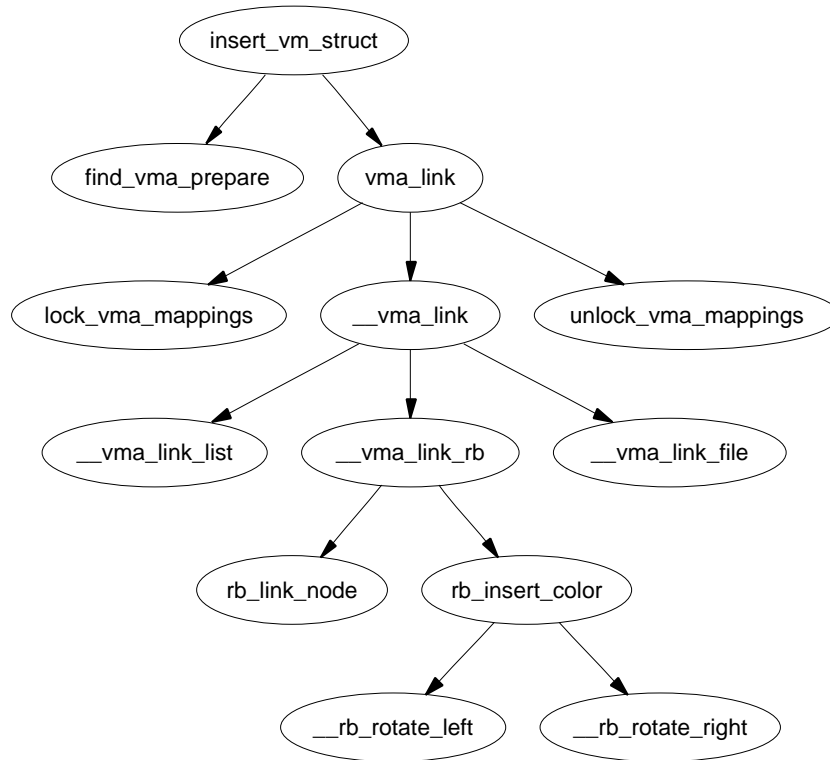 insert_vm_struct
find_vma_prepare
vma_link
lock_vma_mappings
__vma_link
unlock_vma_mappings
__vma_link_list
__vma_link_rb
__vma_link_file
rb_link_node
rb_insert_color
__rb_rotate_left
__rb_rotate_right